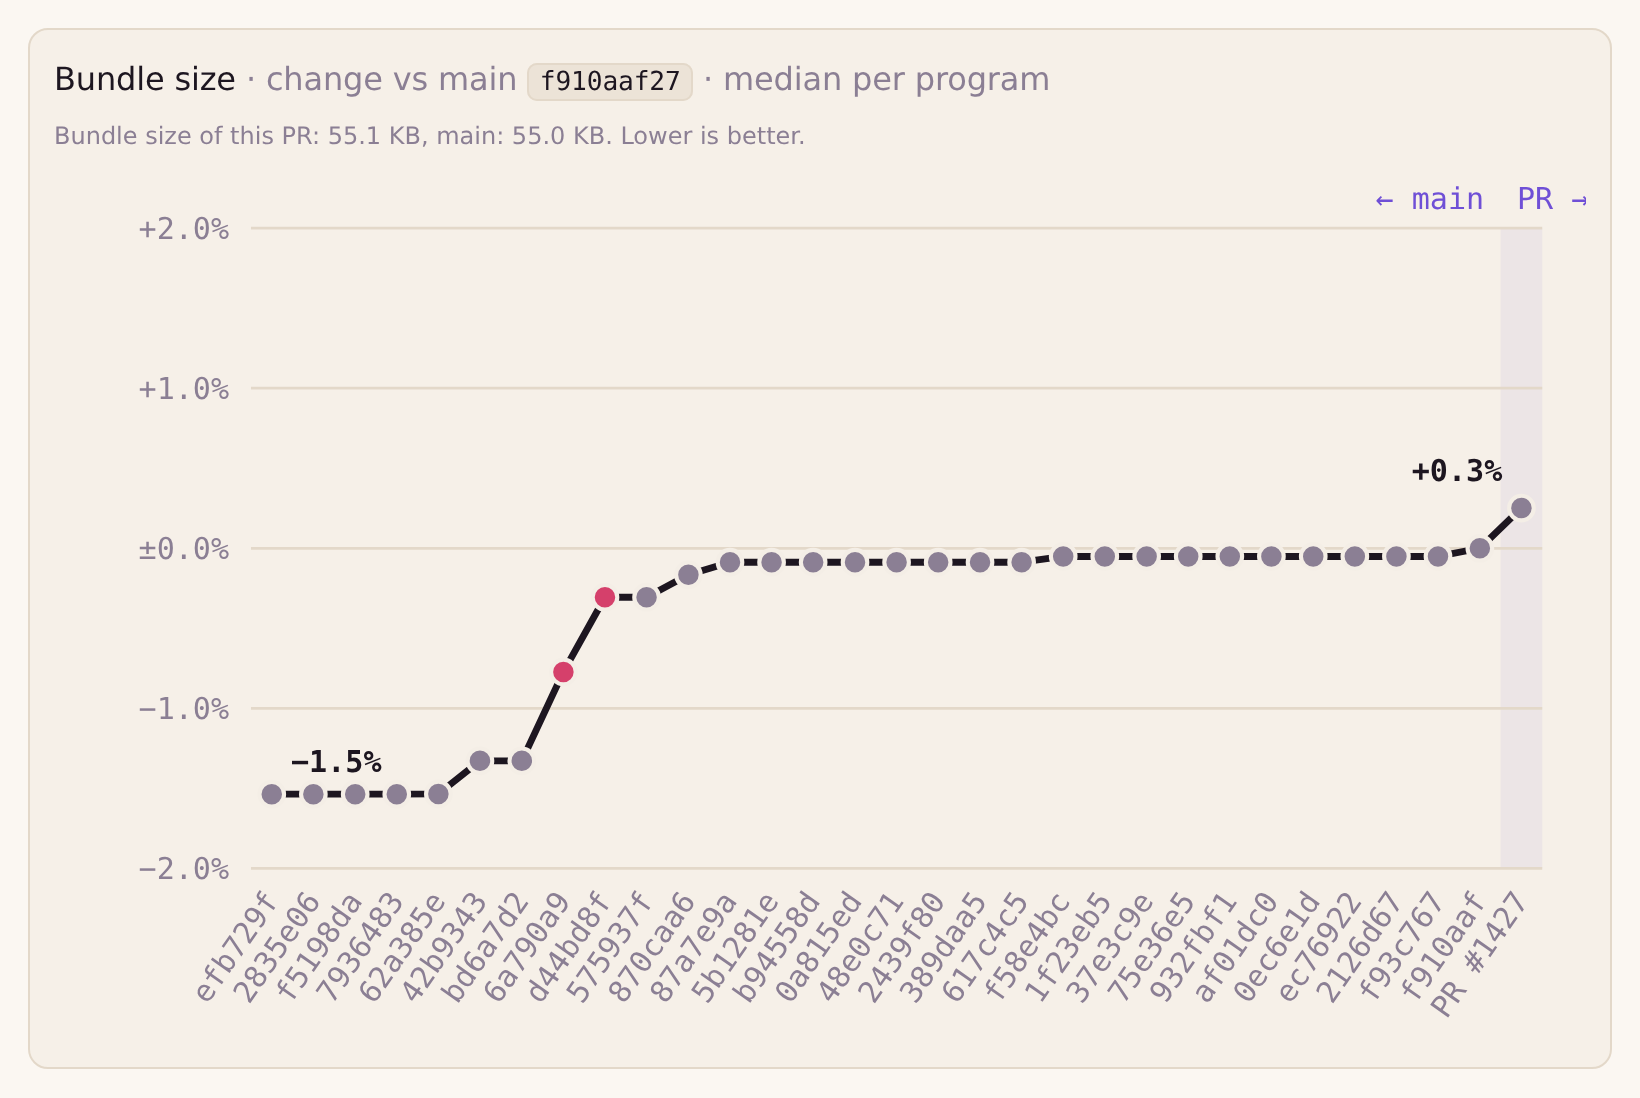 Bundle size · change vs main f910aaf27 · median per program
Bundle size of this PR: 55.1 KB, main: 55.0 KB. Lower is better.
← main PR →
+2.0%
+1.0%
+0.3%
±0.0%
−1.0%
−1.5%
−2.0%
efb729f
2835e06
f5198da
7936483
62a385e
42b9343
bd6a7d2
6a790a9
d44bd8f
575937f
870caa6
87a7e9a
5b1281e
b94558d
0a815ed
48e0c71
2439f80
389daa5
617c4c5
f58e4bc
1f23eb5
37e3c9e
75e36e5
932fbf1
af01dc0
0ec6e1d
ec76922
2126d67
f93c767
f910aaf
PR #1427